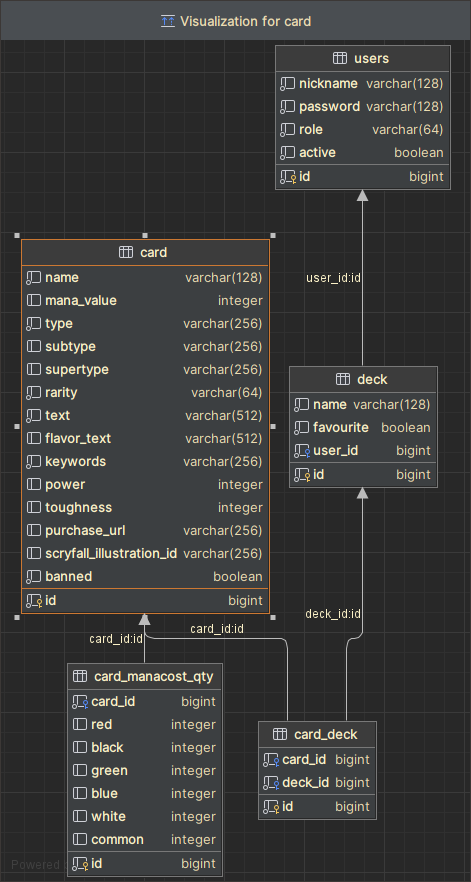 Visualization for card
users
nickname varchar(128)
password varchar(128)
role varchar(64)
active boolean
id bigint
user_id:id
card
name varchar(128)
mana_value integer
type varchar(256)
subtype varchar(256)
supertype varchar(256)
rarity varchar(64)
text varchar(512)
flavor_text varchar(512)
keywords varchar(256)
power integer
toughness integer
purchase_url varchar(256)
scryfall_illustration_id varchar(256)
banned boolean
id bigint
deck
name varchar(128)
favourite boolean
user_id bigint
id bigint
deck_id:id
card_id:id
card_id:id
card_manacost_qty
card_id bigint
red integer
black integer
green integer
blue integer
white integer
common integer
id bigint
card_deck
card_id bigint
deck_id bigint
id bigint
Powered